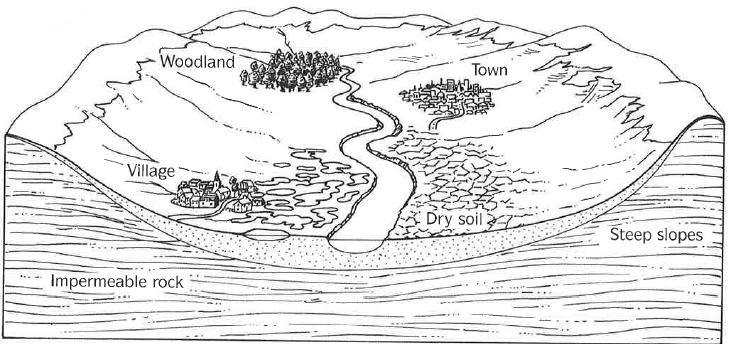 Woodland
Town
Village
Dry soil
Steep slopes
Impermeable rock